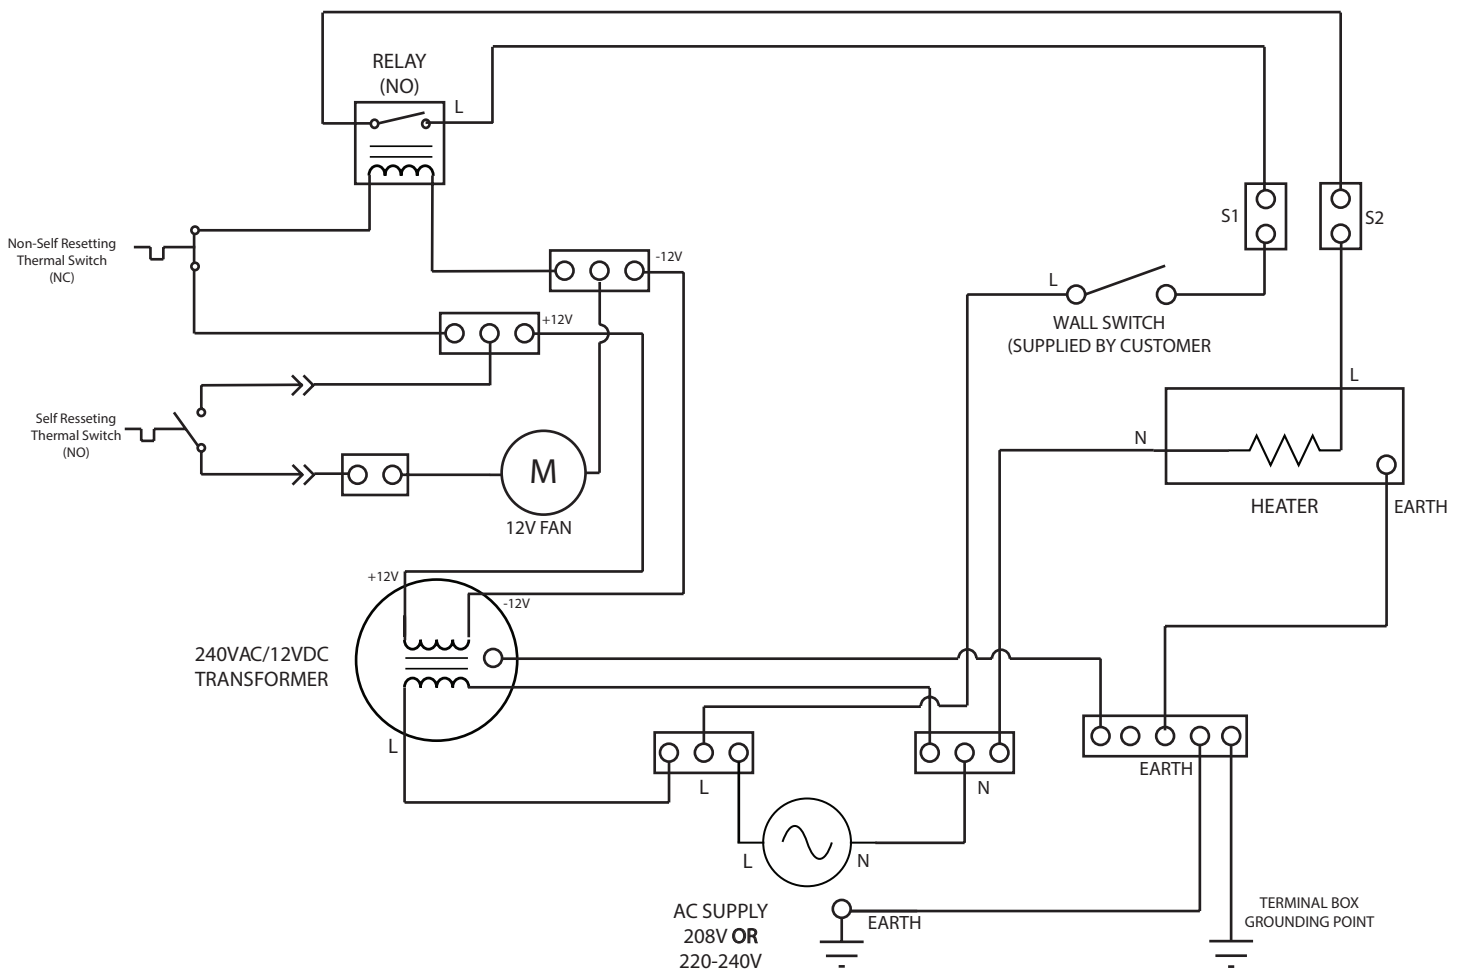 RELAY
(NO)
L
Non-Self Resetting
Thermal Switch
(NC)
-12V
+12V
S1
S2
L
WALL SWITCH
(SUPPLIED BY CUSTOMER
L
Self Resseting
Thermal Switch
(NO)
M
12V FAN
N
HEATER
EARTH
+12V
-12V
240VAC/12VDC
TRANSFORMER
L
L
N
EARTH
L
N
AC SUPPLY
208V OR
220-240V
EARTH
TERMINAL BOX
GROUNDING POINT